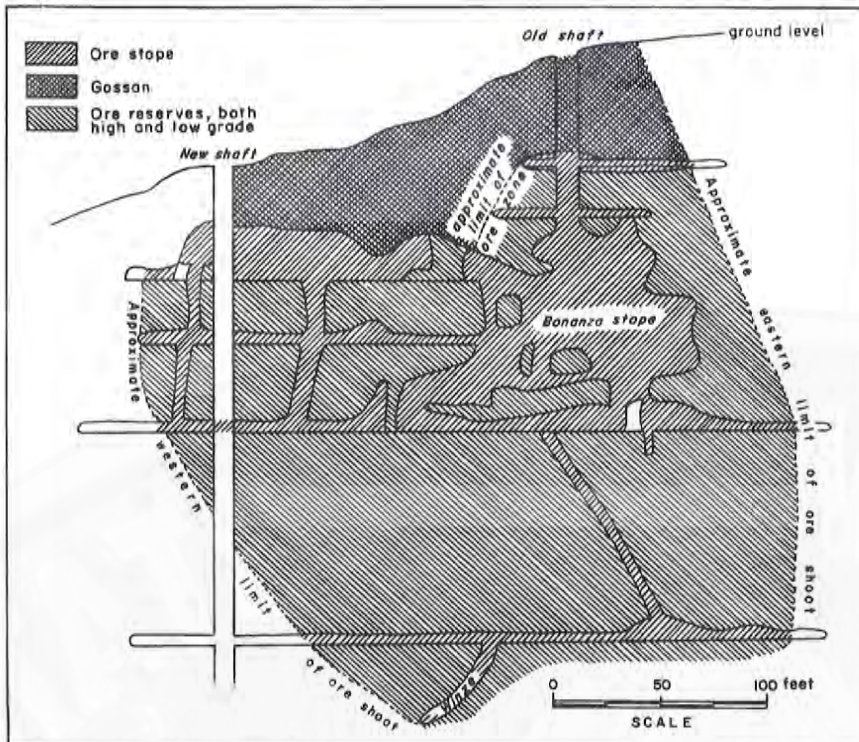 Old shaft
ground level
Ore stope
Gossan
Ore reserves, both
high and low grade
New shaft
approximate
limit of
ore zone
Approximate eastern limit of ore shoot
Bonanza stope
Approximate western limit of ore shoot
Winze
0 50 100 feet
SCALE